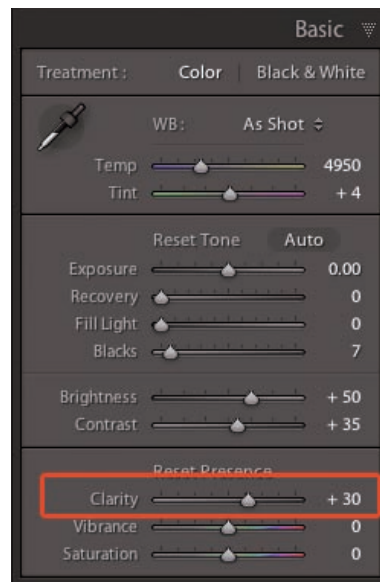 Basic
Treatment : Color | Black & White
WB: As Shot
Temp 4950
Tint + 4
Reset Tone Auto
Exposure 0.00
Recovery 0
Fill Light 0
Blacks 7
Brightness + 50
Contrast + 35
Reset Presence
Clarity + 30
Vibrance 0
Saturation 0